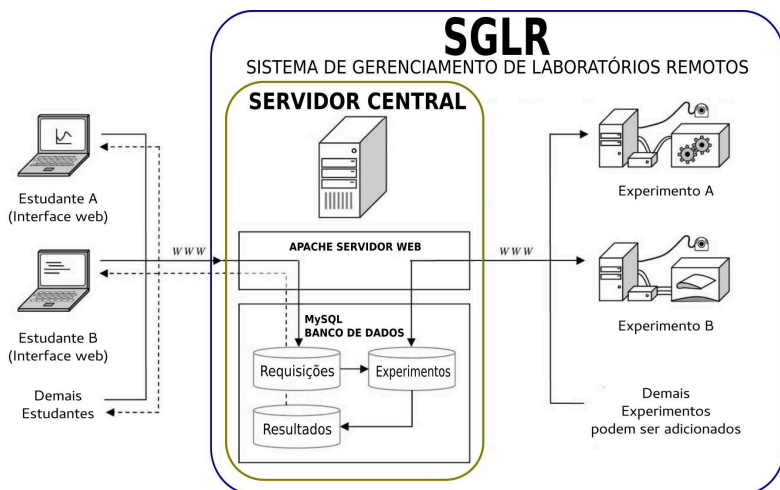 SGLR
SISTEMA DE GERENCIAMENTO DE LABORATÓRIOS REMOTOS
SERVIDOR CENTRAL
Estudante A
(Interface web)
Estudante B
(Interface web)
Demais
Estudantes
WWW
APACHE SERVIDOR WEB
MySQL
BANCO DE DADOS
Requisições
Experimentos
Resultados
WWW
Experimento A
Experimento B
Demais
Experimentos
podem ser adicionados